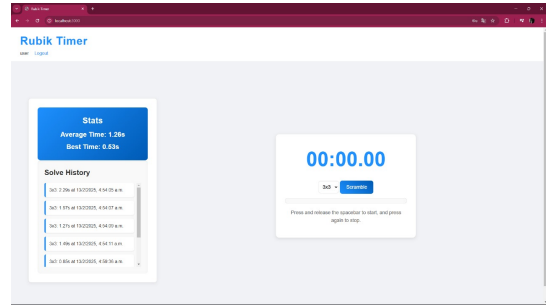 Rubik Timer
localhost:3000
Rubik Timer
user Logout
Stats
Average Time: 1.26s
Best Time: 0.53s
Solve History
3x3: 2.29s at 13/2/2025, 4:54:05 a.m.
3x3: 1.57s at 13/2/2025, 4:54:07 a.m.
3x3: 1.27s at 13/2/2025, 4:54:09 a.m.
3x3: 1.49s at 13/2/2025, 4:54:11 a.m.
3x3: 0.85s at 13/2/2025, 4:58:36 a.m.
00:00.00
3x3 Scramble
Press and release the spacebar to start, and press
again to stop.